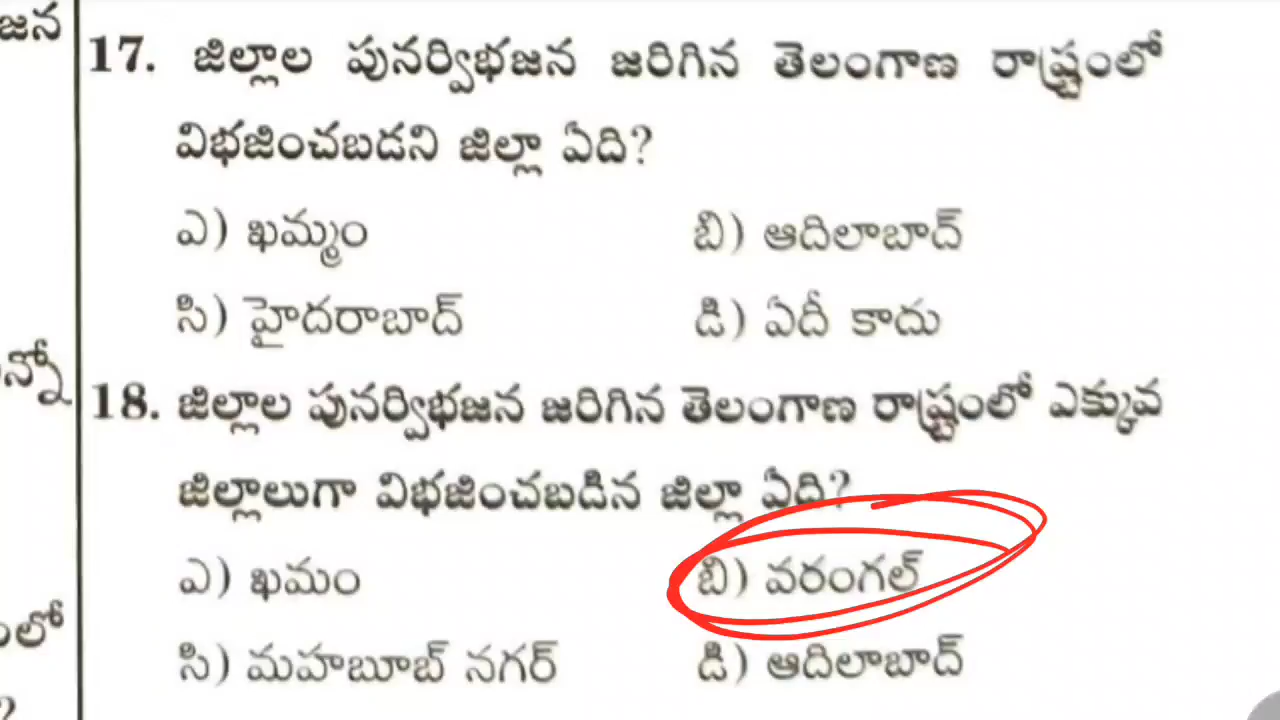 జన
17. జిల్లాల పునర్విభజన జరిగిన తెలంగాణ రాష్ట్రంలో
విభజించబడని జిల్లా ఏది?
ఎ) ఖమ్మం బి) ఆదిలాబాద్
సి) హైదరాబాద్ డి) ఏదీ కాదు
న్నో
18. జిల్లాల పునర్విభజన జరిగిన తెలంగాణ రాష్ట్రంలో ఎక్కువ
జిల్లాలుగా విభజించబడిన జిల్లా ఏది?
ఎ) ఖమం బి) వరంగల్
లో
సి) మహబూబ్ నగర్ డి) ఆదిలాబాద్
?